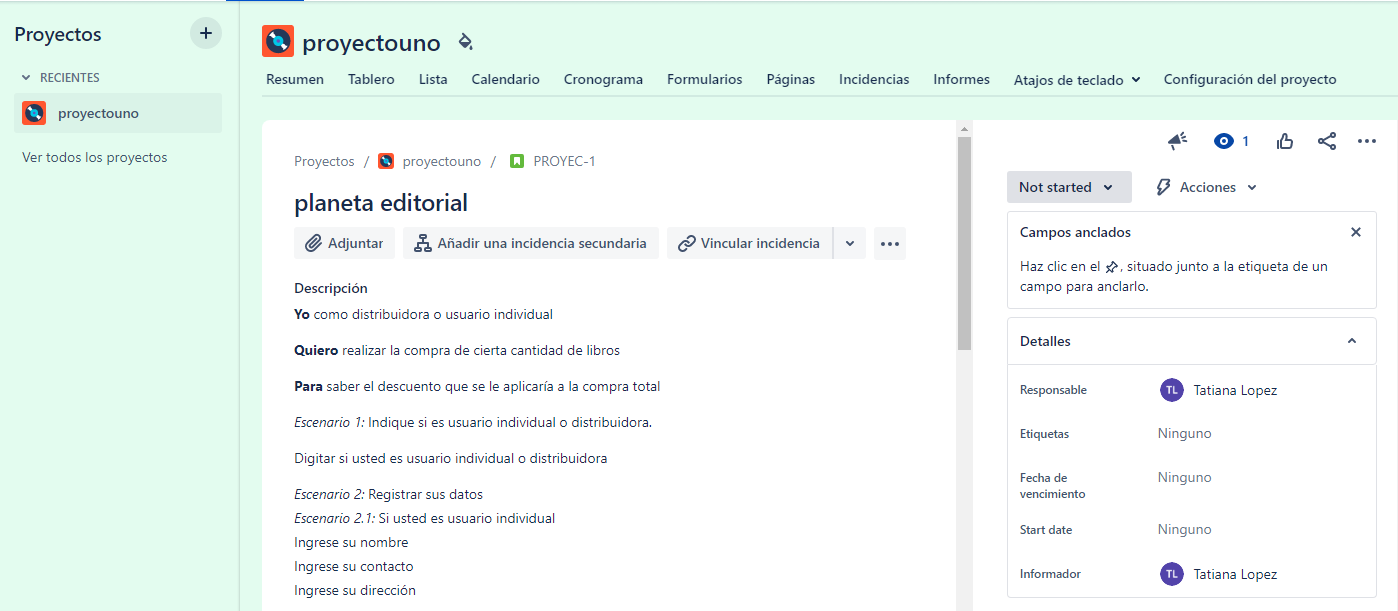 Proyectos
RECIENTES
proyectouno
Ver todos los proyectos
proyectouno
Resumen Tablero Lista Calendario Cronograma Formularios Páginas Incidencias Informes Atajos de teclado Configuración del proyecto
Proyectos / proyectouno / PROYEC-1
planeta editorial
Adjuntar Añadir una incidencia secundaria Vincular incidencia
Descripción
Yo como distribuidora o usuario individual
Quiero realizar la compra de cierta cantidad de libros
Para saber el descuento que se le aplicaría a la compra total
Escenario 1: Indique si es usuario individual o distribuidora.
Digitar si usted es usuario individual o distribuidora
Escenario 2: Registrar sus datos
Escenario 2.1: Si usted es usuario individual
Ingrese su nombre
Ingrese su contacto
Ingrese su dirección
1
Not started Acciones
Campos anclados
Haz clic en el , situado junto a la etiqueta de un
campo para anclarlo.
Detalles
Responsable TL Tatiana Lopez
Etiquetas Ninguno
Fecha de
vencimiento Ninguno
Start date Ninguno
Informador TL Tatiana Lopez